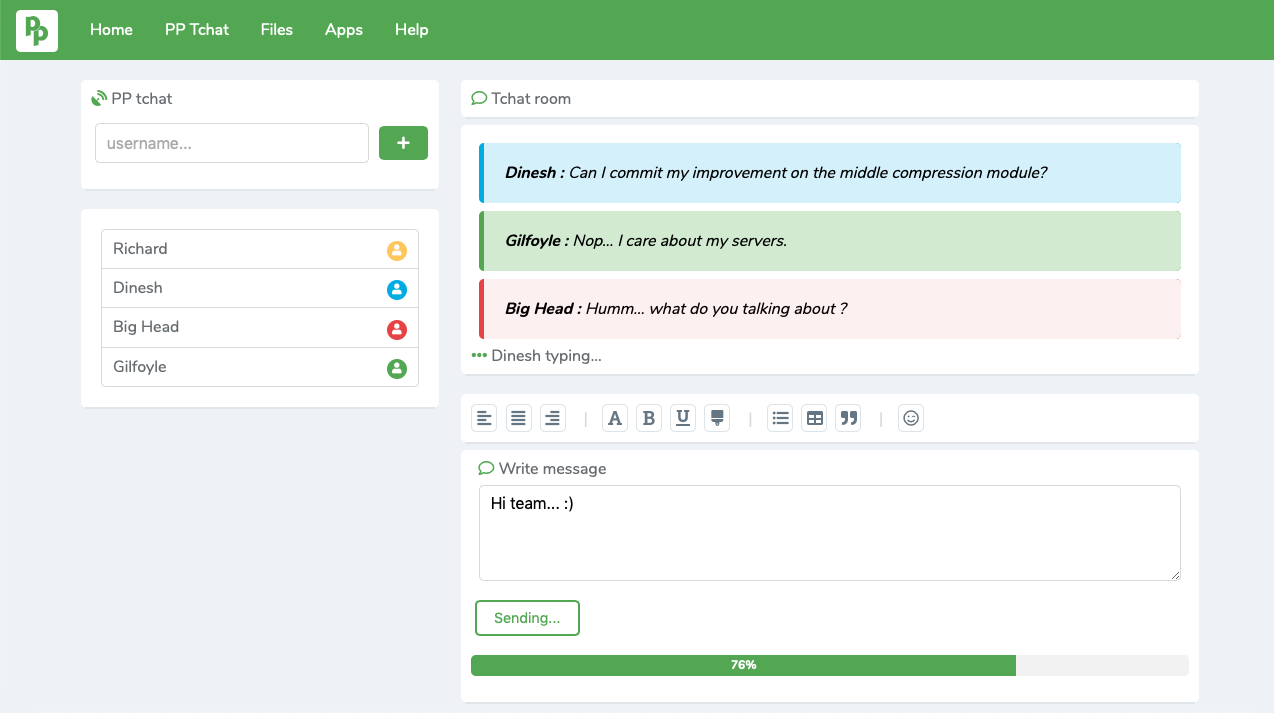 PP
Home PP Tchat Files Apps Help
PP tchat
username...
Richard
Dinesh
Big Head
Gilfoyle
Tchat room
Dinesh : Can I commit my improvement on the middle compression module?
Gilfoyle : Nop... I care about my servers.
Big Head : Humm... what do you talking about ?
Dinesh typing...
A B U
Write message
Hi team... :)
Sending...
76%